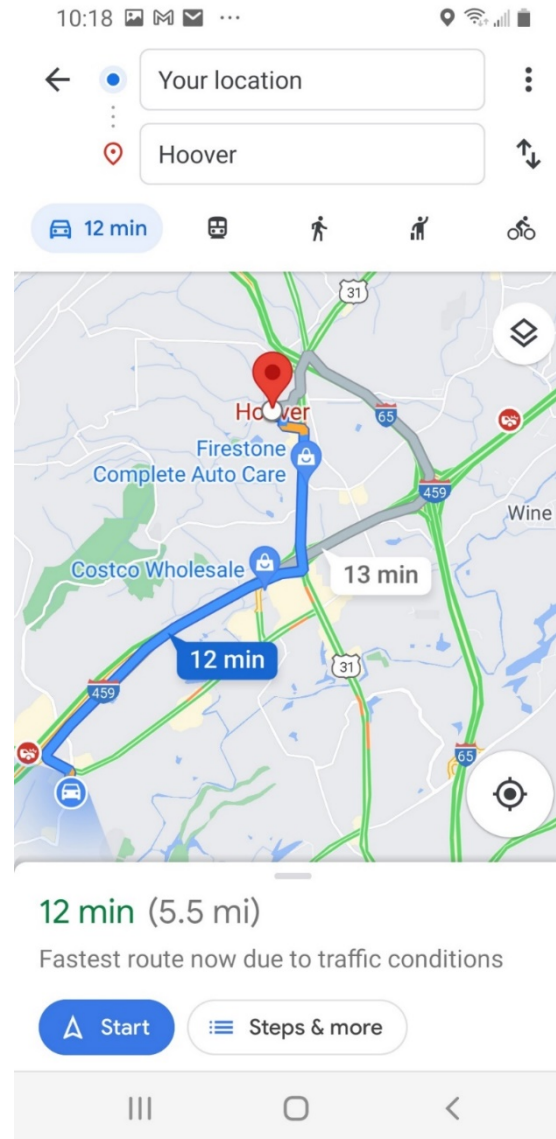 10:18
Your location
Hoover
12 min
31
Hoover
65
Firestone
Complete Auto Care
459
Wine
Costco Wholesale
13 min
12 min
31
459
65
12 min (5.5 mi)
Fastest route now due to traffic conditions
Start
Steps & more